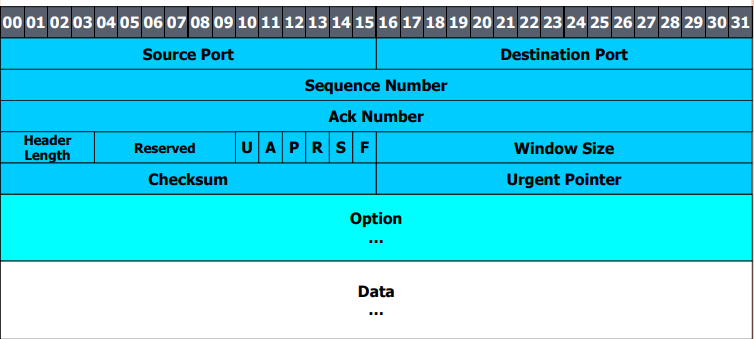 00 01 02 03 04 05 06 07 08 09 10 11 12 13 14 15 16 17 18 19 20 21 22 23 24 25 26 27 28 29 30 31
Source Port Destination Port
Sequence Number
Ack Number
Header
Length Reserved U A P R S F Window Size
Checksum Urgent Pointer
Option
...
Data
...